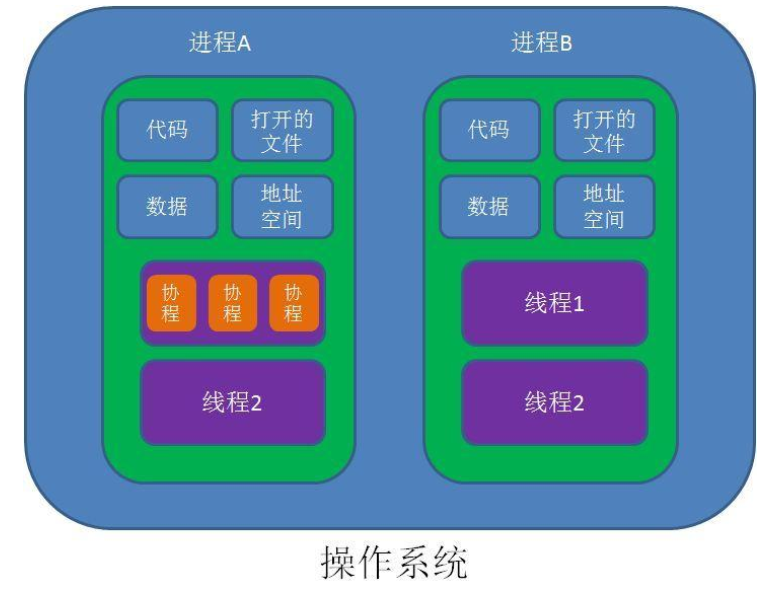 进程A
进程B
代码
打开的
文件
代码
打开的
文件
数据
地址
空间
数据
地址
空间
协
程
协
程
协
程
线程1
线程2
线程2
操作系统